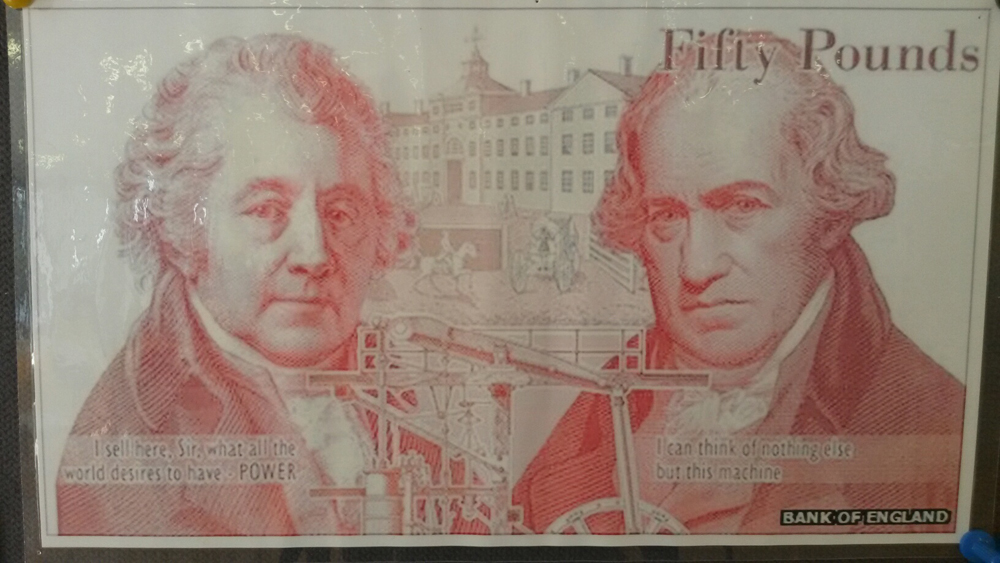 Fifty Pounds
I sell here, Sir, what all the
world desires to have - POWER
I can think of nothing else
but this machine
BANK OF ENGLAND